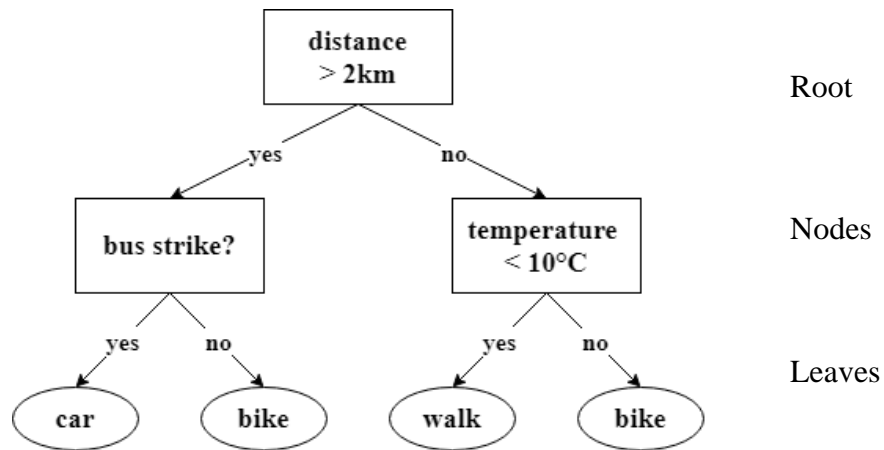 distance
> 2km
Root
yes
no
bus strike?
temperature
< 10°C
Nodes
yes
no
yes
no
Leaves
car
bike
walk
bike